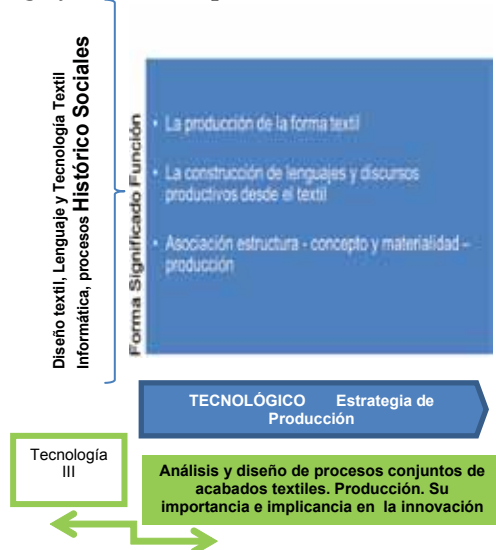 Diseño textil, Lenguaje y Tecnología Textil
Informática, procesos Histórico Sociales
Forma Significado Función
• La producción de la forma textil
• La construcción de lenguajes y discursos
productivos desde el textil
• Asociación estructura - concepto y materialidad –
producción
TECNOLÓGICO Estrategia de
Producción
Tecnología
III
Análisis y diseño de procesos conjuntos de
acabados textiles. Producción. Su
importancia e implicancia en la innovación